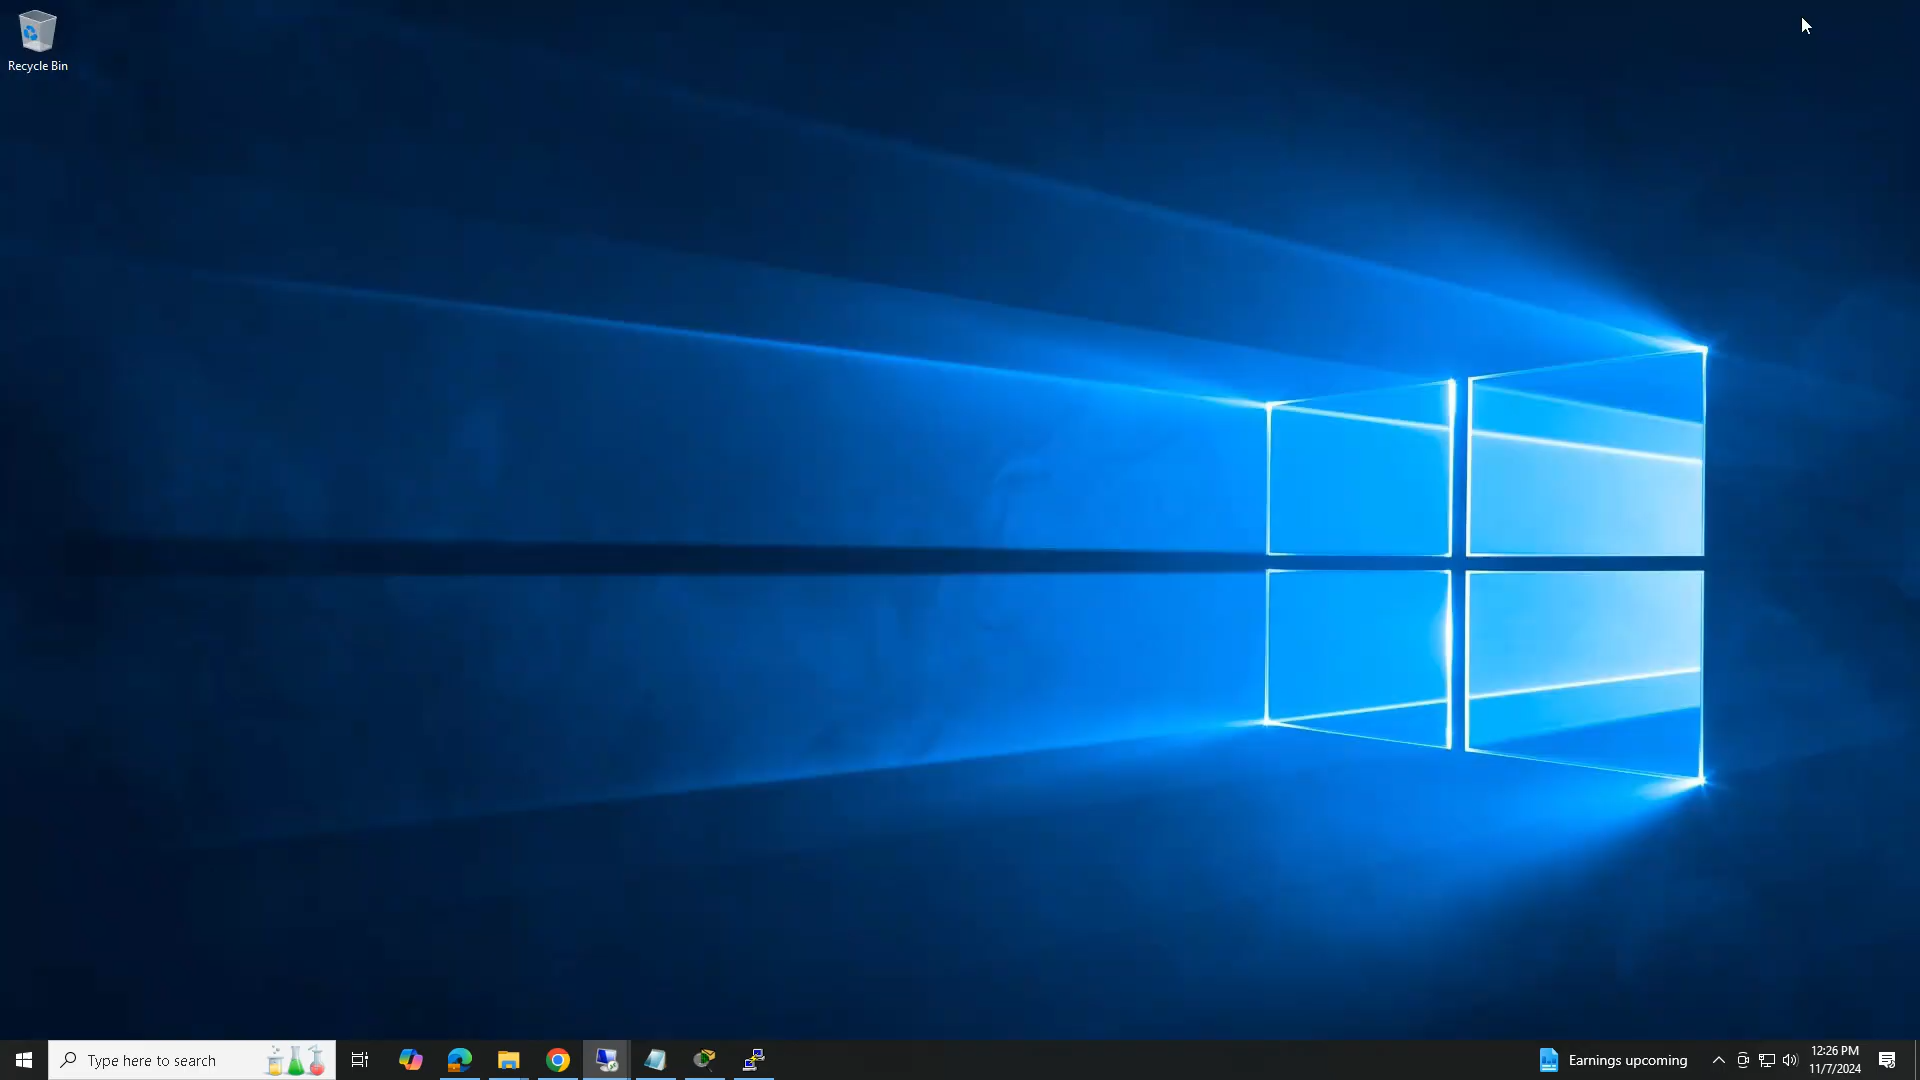 Recycle Bin
Type here to search
Earnings upcoming
12:26 PM
11/7/2024